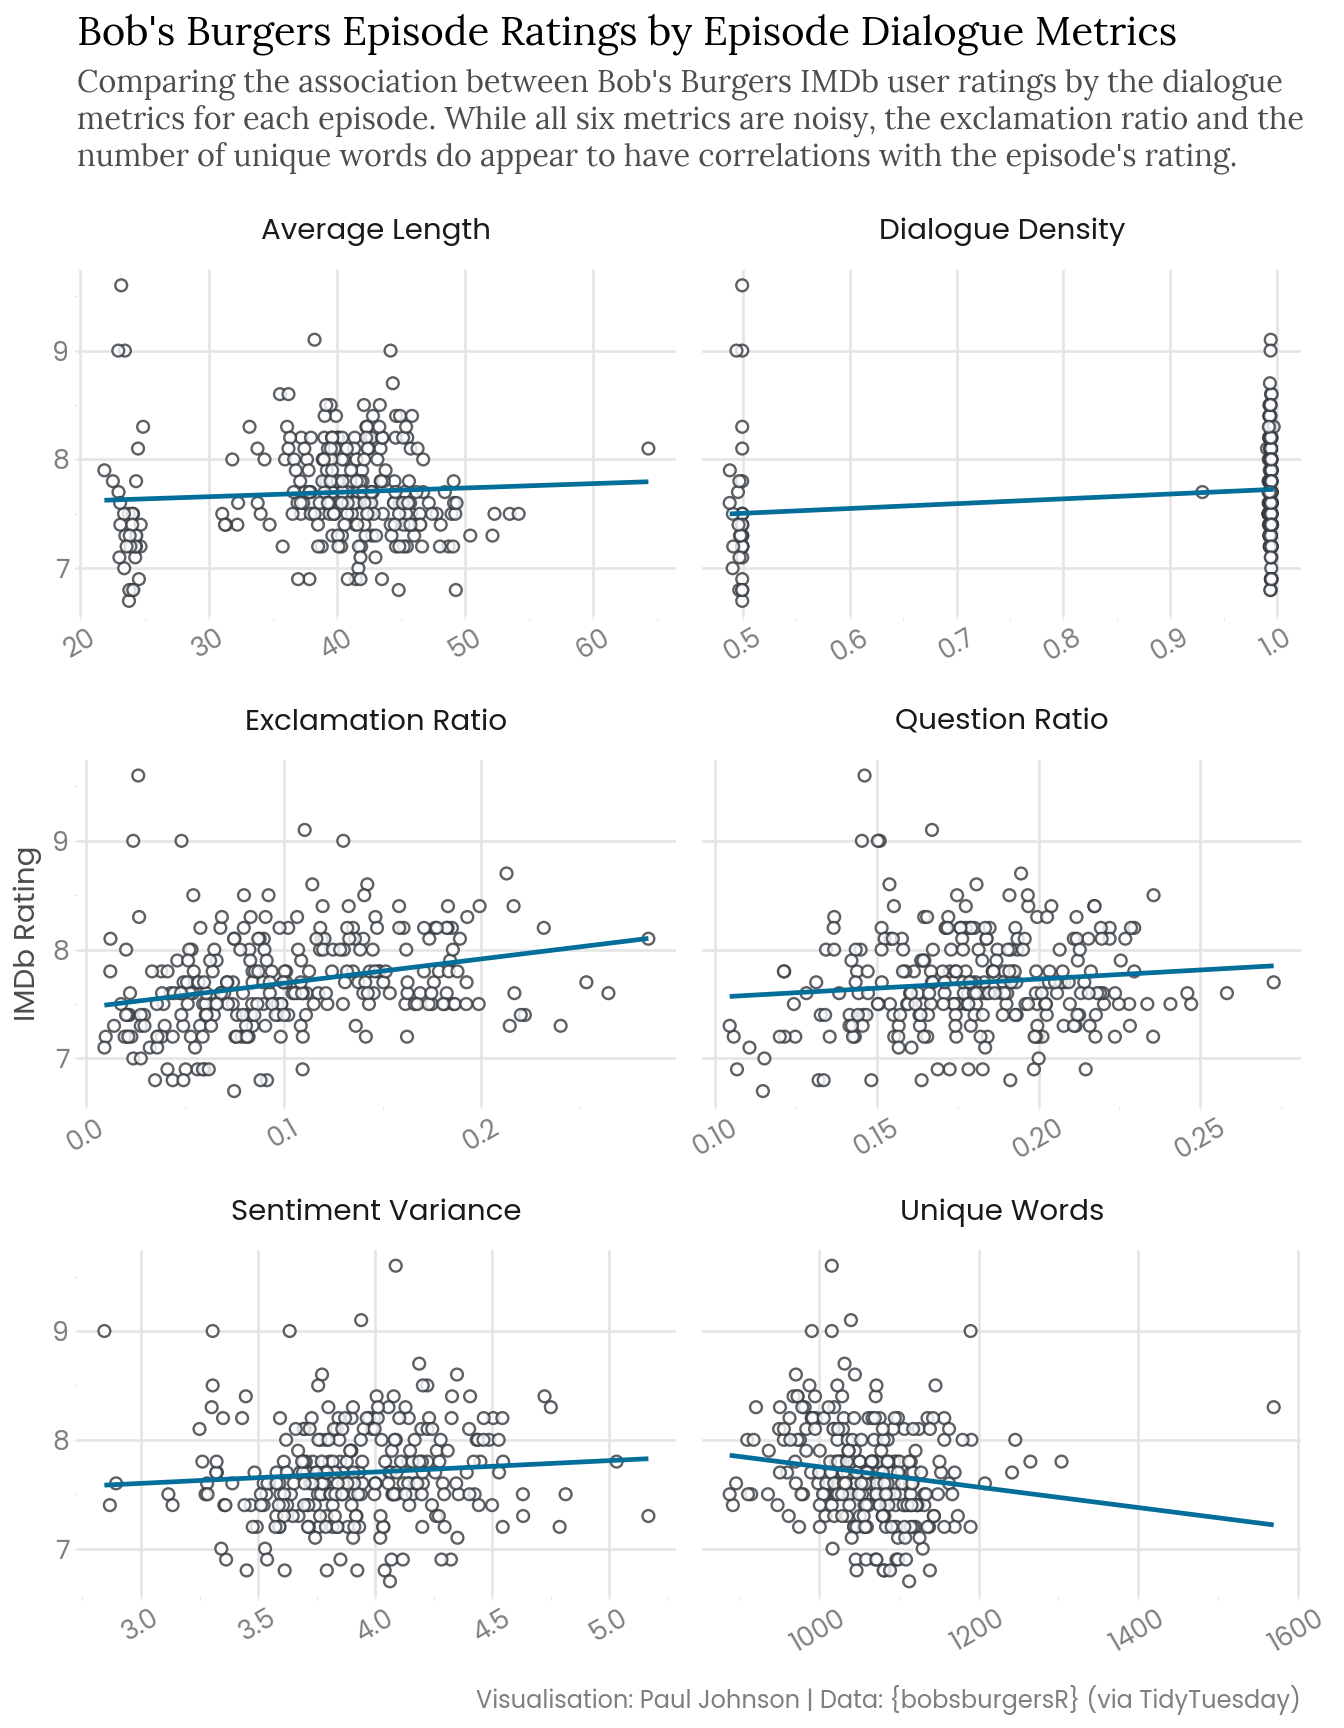 Bob's Burgers Episode Ratings by Episode Dialogue Metrics
Comparing the association between Bob's Burgers IMDb user ratings by the dialogue
metrics for each episode. While all six metrics are noisy, the exclamation ratio and the
number of unique words do appear to have correlations with the episode's rating.
Average Length
Dialogue Density
9
8
7
20 30 40 50 60
0.5 0.6 0.7 0.8 0.9 1.0
Exclamation Ratio
Question Ratio
IMDb Rating
9
8
7
0.0 0.1 0.2
0.10 0.15 0.20 0.25
Sentiment Variance
Unique Words
9
8
7
3.0 3.5 4.0 4.5 5.0
1000 1200 1400 1600
Visualisation: Paul Johnson | Data: {bobsburgersR} (via TidyTuesday)